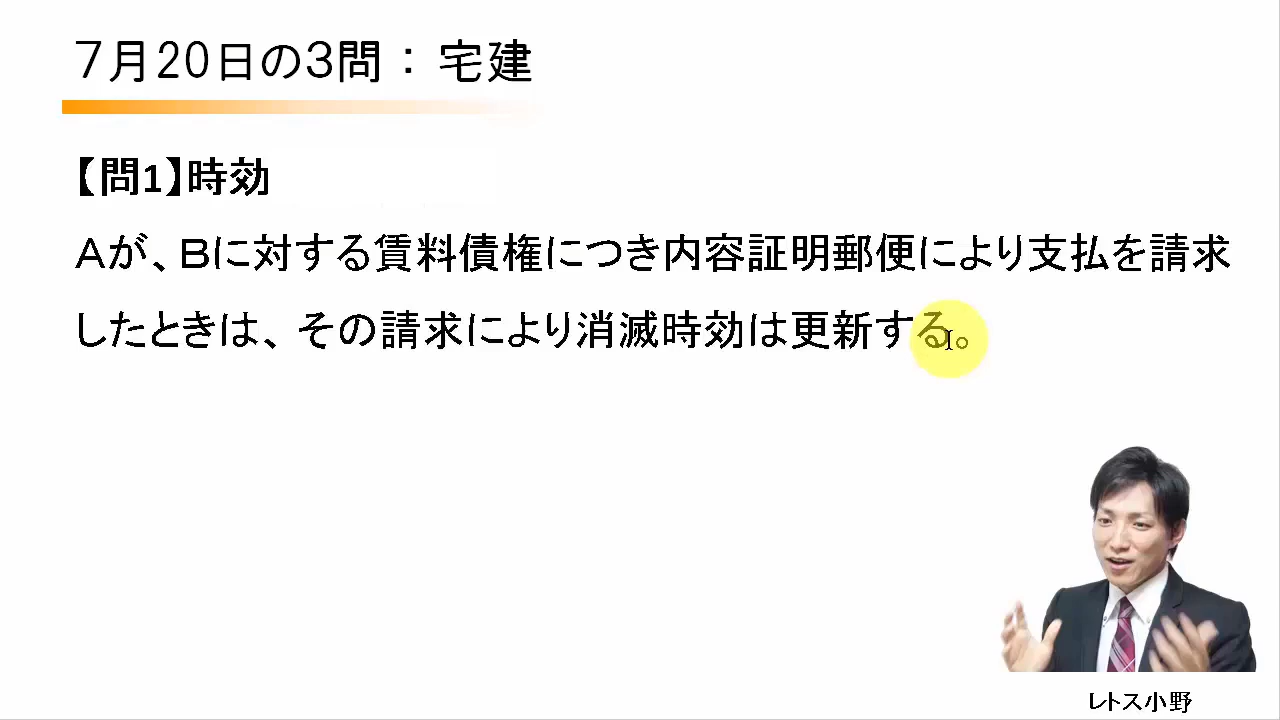 7月20日の3問：宅建
【問1】時効
Aが、Bに対する賃料債権につき内容証明郵便により支払を請求
したときは、その請求により消滅時効は更新する。
レトス小野